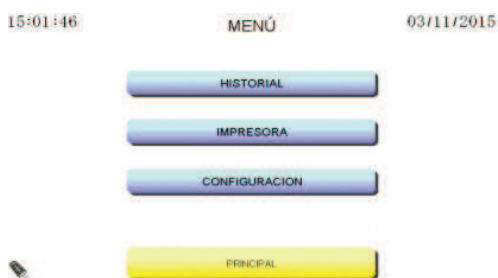 15:01:46 MENÚ 03/11/2015
HISTORIAL
IMPRESORA
CONFIGURACION
PRINCIPAL